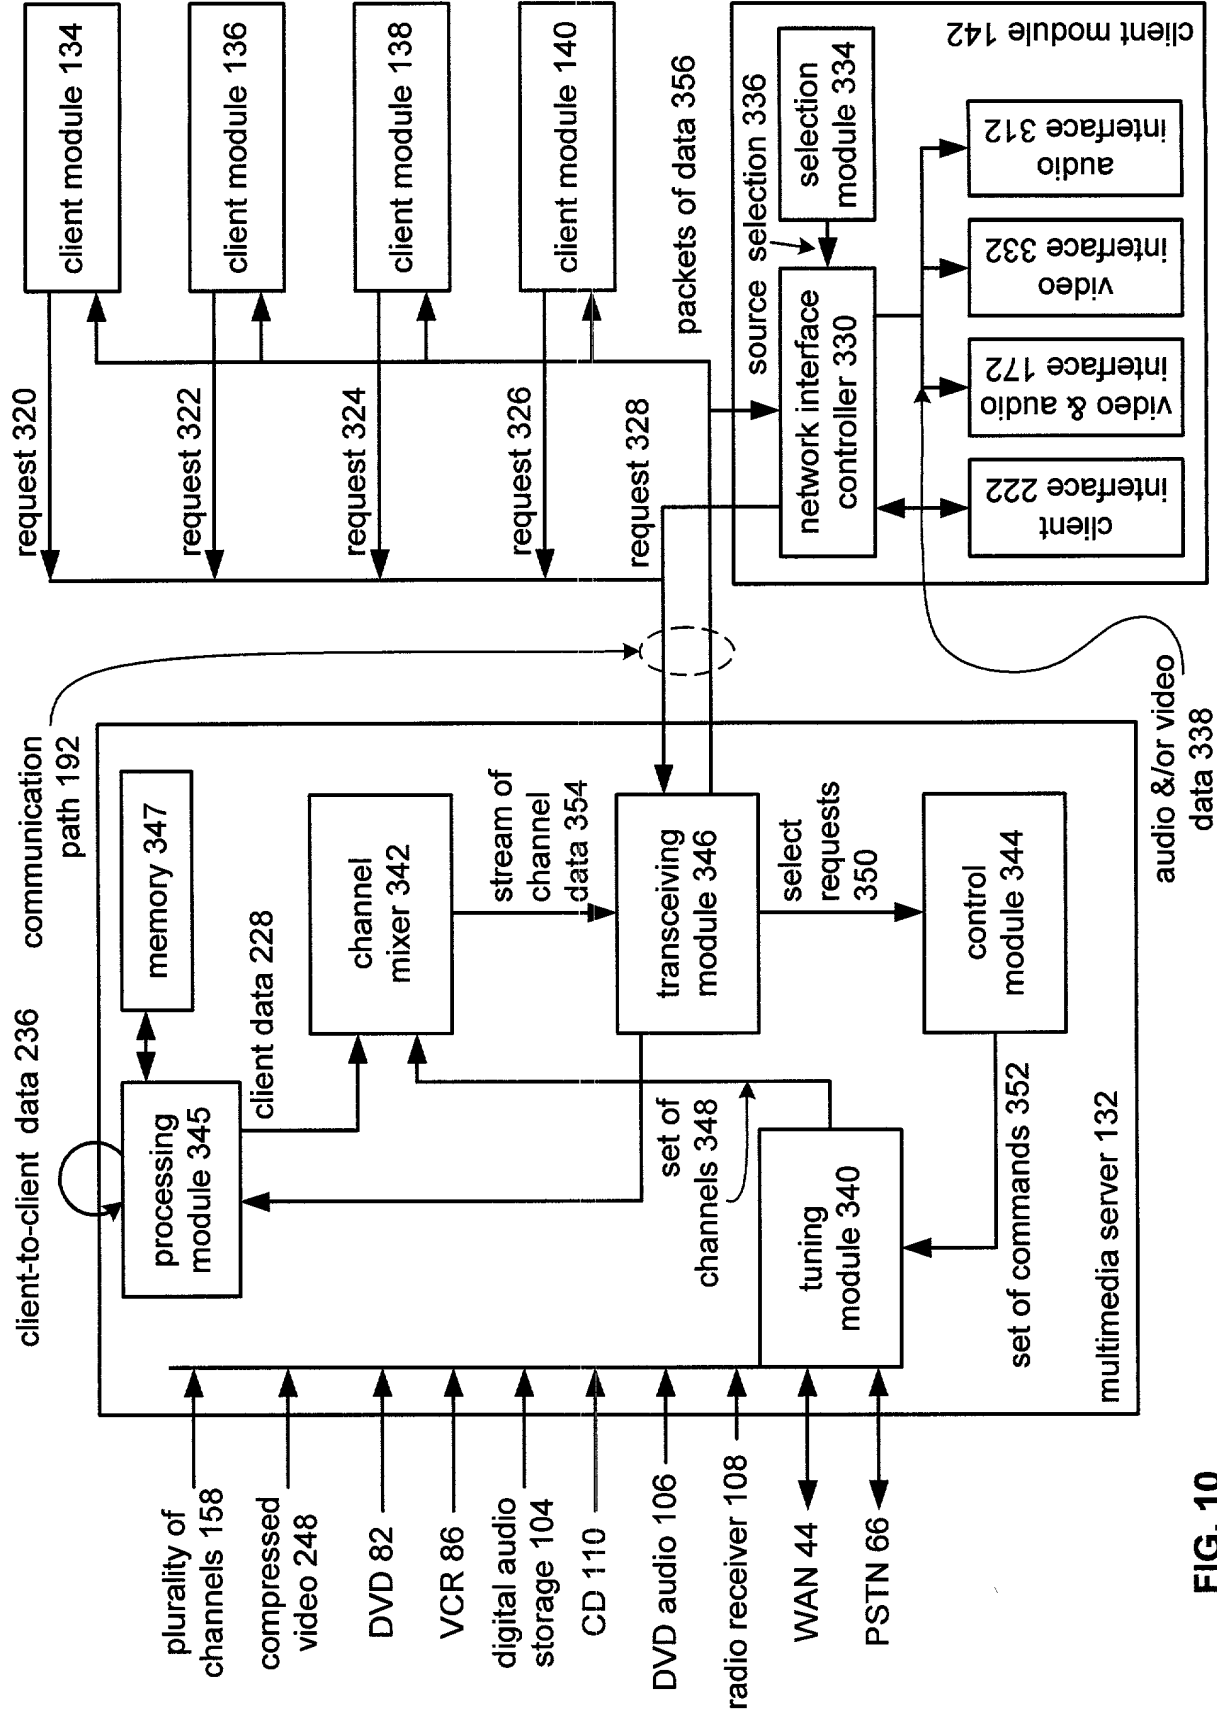 client-to-client data 236
communication
path 192
plurality of
channels 158
compressed
video 248
DVD 82
VCR 86
digital audio
storage 104
CD 110
DVD audio 106
radio receiver 108
WAN 44
PSTN 66
processing
module 345
memory 347
client data 228
channel
mixer 342
stream of
channel
data 354
set of
channels 348
transceiving
module 346
tuning
module 340
select
requests
350
control
module 344
set of commands 352
multimedia server 132
request 320
client module 134
request 322
client module 136
request 324
client module 138
request 326
client module 140
request 328
packets of data 356
source selection 336
selection
module 334
network interface
controller 330
client
interface 222
video & audio
interface 172
video
interface 332
audio
interface 312
client module 142
audio &/or video
data 338
FIG. 10